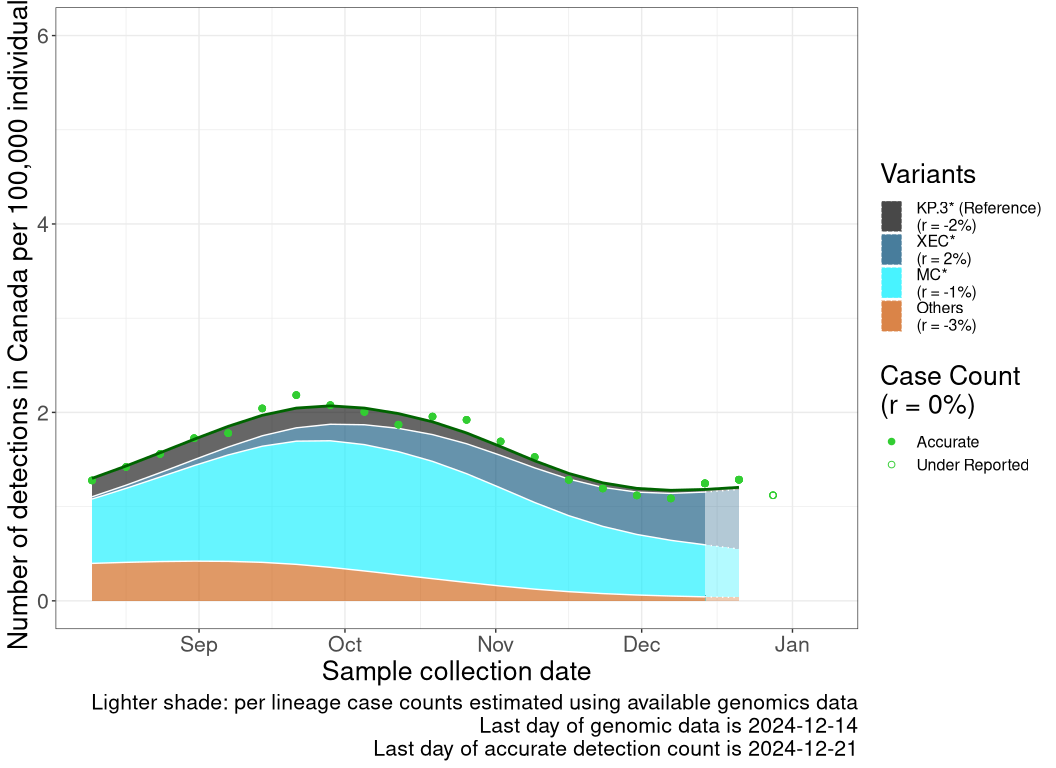 Number of detections in Canada per 100,000 individual
6
4
2
0
Sep Oct Nov Dec Jan
Sample collection date
Lighter shade: per lineage case counts estimated using available genomics data
Last day of genomic data is 2024-12-14
Last day of accurate detection count is 2024-12-21
Variants
KP.3* (Reference)
(r = -2%)
XEC*
(r = 2%)
MC*
(r = -1%)
Others
(r = -3%)
Case Count
(r = 0%)
Accurate
Under Reported